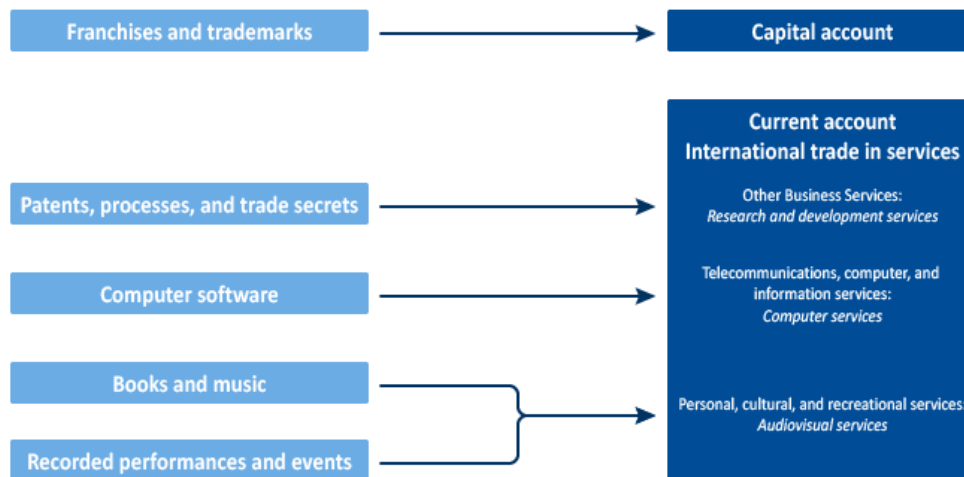 Franchises and trademarks
Capital account
Current account
International trade in services
Patents, processes, and trade secrets
Other Business Services:
Research and development services
Computer software
Telecommunications, computer, and
information services:
Computer services
Books and music
Recorded performances and events
Personal, cultural, and recreational services:
Audiovisual services